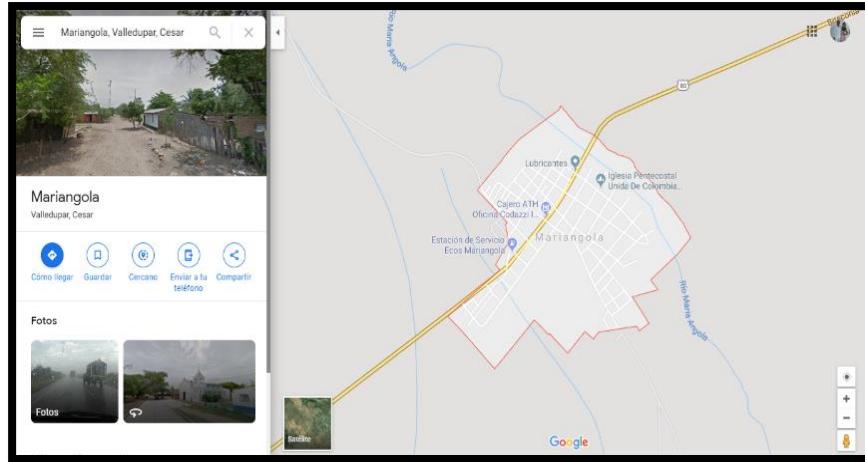 Mariangola, Valledupar, Cesar
Mariangola
Valledupar, Cesar
Cómo llegar
Guardar
Cercano
Enviar a tu
teléfono
Compartir
Fotos
Fotos
Río María
Angola
80
Lubricantes
Iglesia Pentecostal
Unida De Colombia...
Cajero ATH
Oficina Codazzi I...
Estación de Servicio
Ecos Mariangola
Mariangola
Río María Angola
Satélite
Google